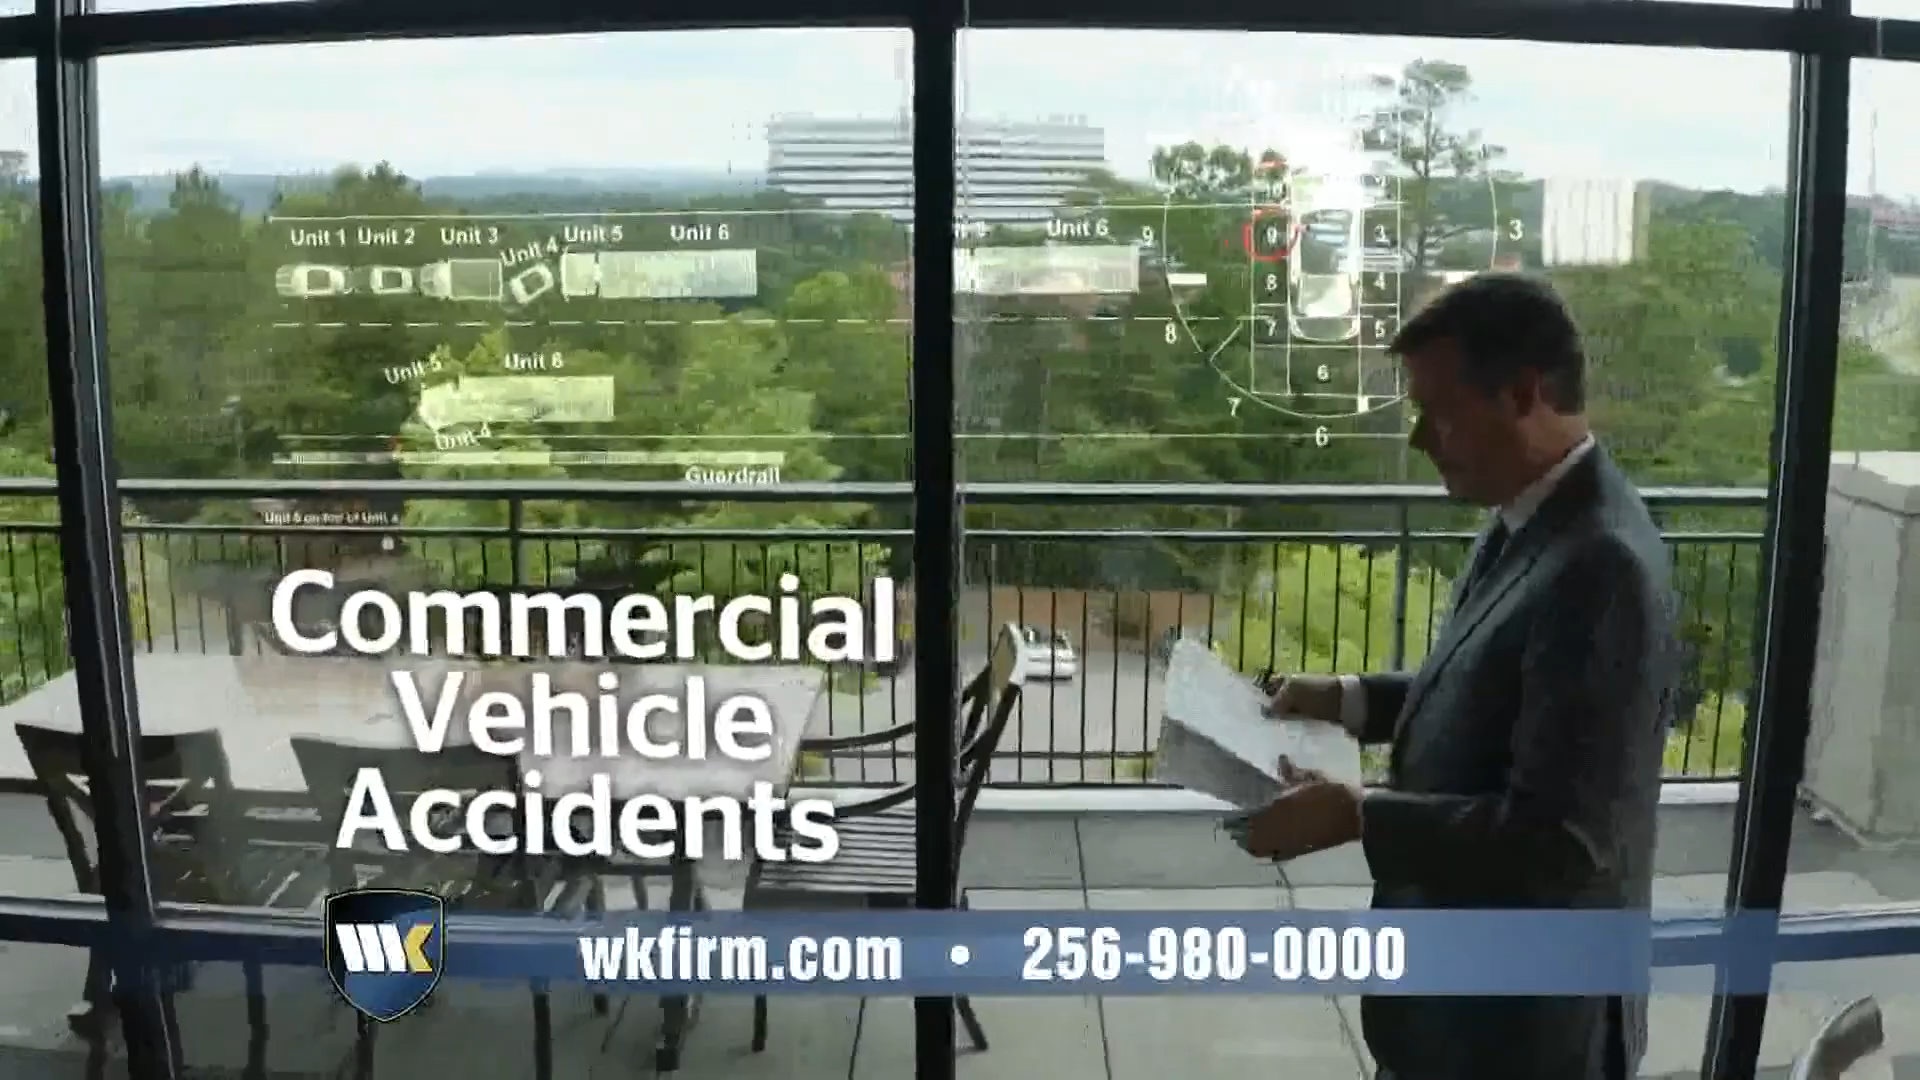 Unit 1 Unit 2 Unit 3 Unit 4 Unit 5 Unit 6
Unit 6
9 9 3 3
8 4
8 7 5
6
7
6
Unit 5 Unit 6
Unit 4
Guardrail
Commercial
Vehicle
Accidents
WK
wkfirm.com • 256-980-0000